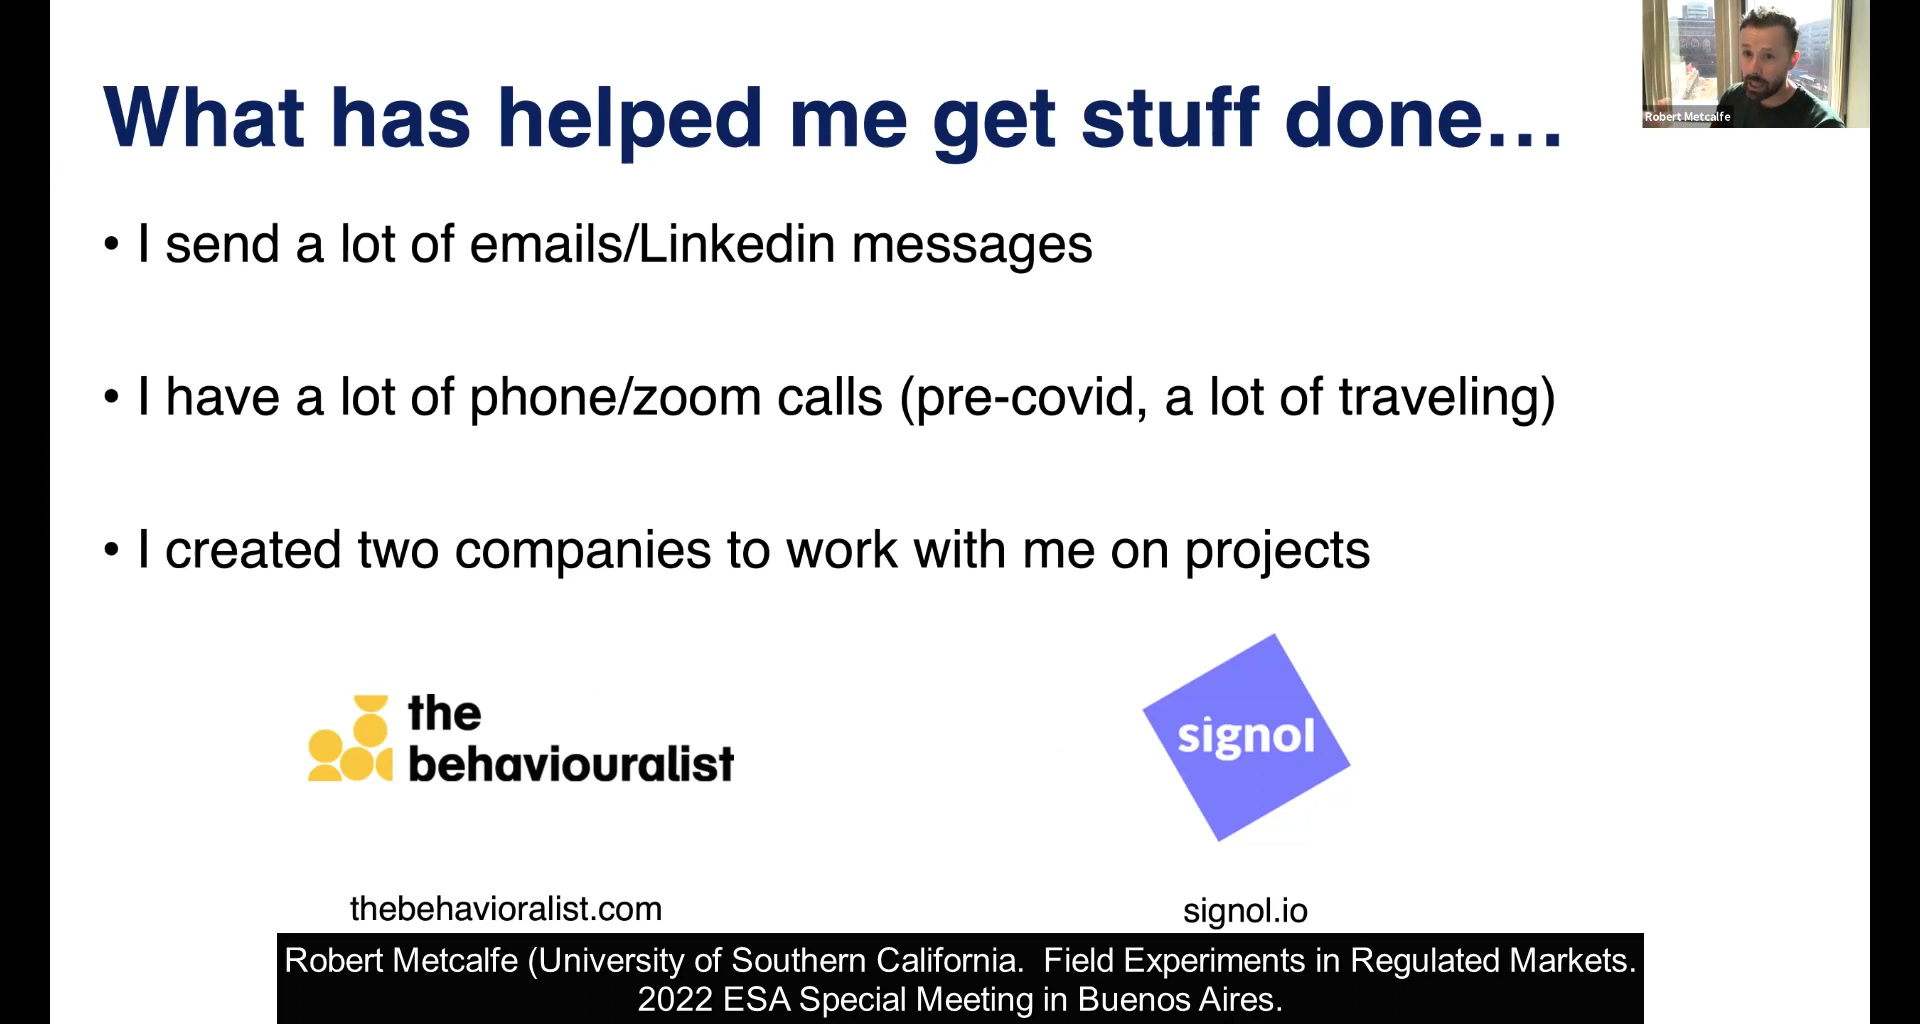 What has helped me get stuff done...
Robert Metcalfe
• I send a lot of emails/Linkedin messages
• I have a lot of phone/zoom calls (pre-covid, a lot of traveling)
• I created two companies to work with me on projects
the
behaviouralist
signol
thebehavioralist.com
signol.io
Robert Metcalfe (University of Southern California.  Field Experiments in Regulated Markets.
2022 ESA Special Meeting in Buenos Aires.